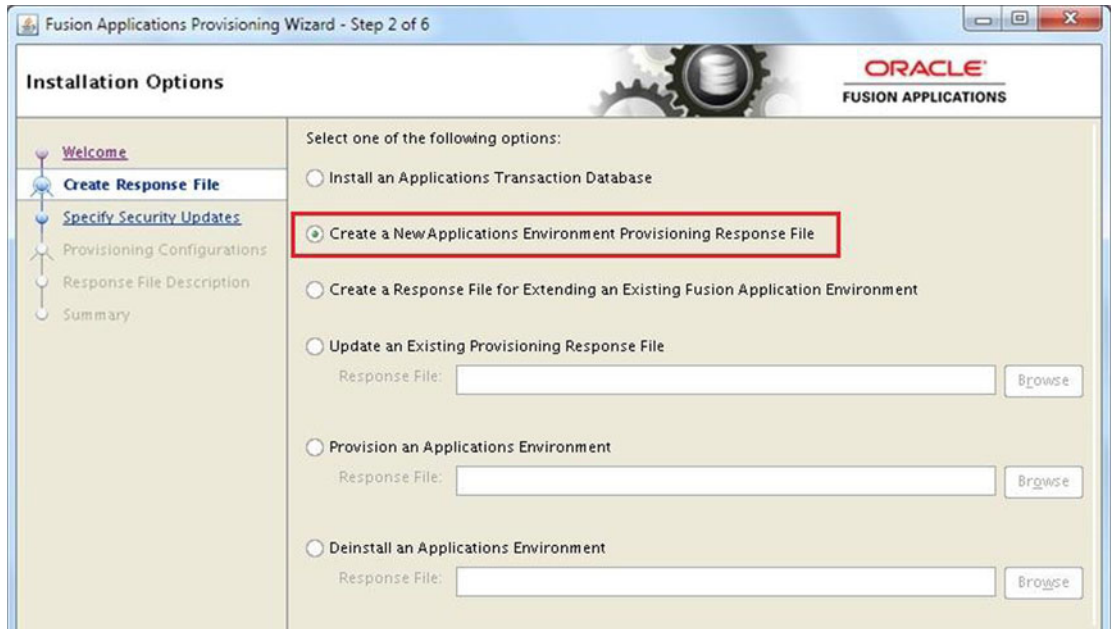 Fusion Applications Provisioning Wizard - Step 2 of 6
Installation Options
ORACLE
FUSION APPLICATIONS
Welcome
Create Response File
Specify Security Updates
Provisioning Configurations
Response File Description
Summary
Select one of the following options:
Install an Applications Transaction Database
Create a New Applications Environment Provisioning Response File
Create a Response File for Extending an Existing Fusion Application Environment
Update an Existing Provisioning Response File
Response File: Browse
Provision an Applications Environment
Response File: Browse
Deinstall an Applications Environment
Response File: Browse